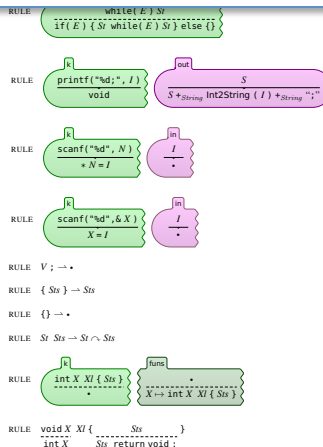 RULE while( E ) St
if( E ) { St while( E ) St } else {}
k out
RULE printf("%d;", I ) S
void S +String Int2String ( I ) +String “;”
k in
RULE scanf("%d", N ) I
* N = I •
k in
RULE scanf("%d",& X ) I
X = I •
RULE V ; ⇀ •
RULE { Sts } ⇀ Sts
RULE {} ⇀ •
RULE St Sts ⇀ St ↷ Sts
k funs
RULE int X Xl { Sts } •
• X ↦ int X Xl { Sts }
RULE void X Xl { Sts }
int X Sts return void ;